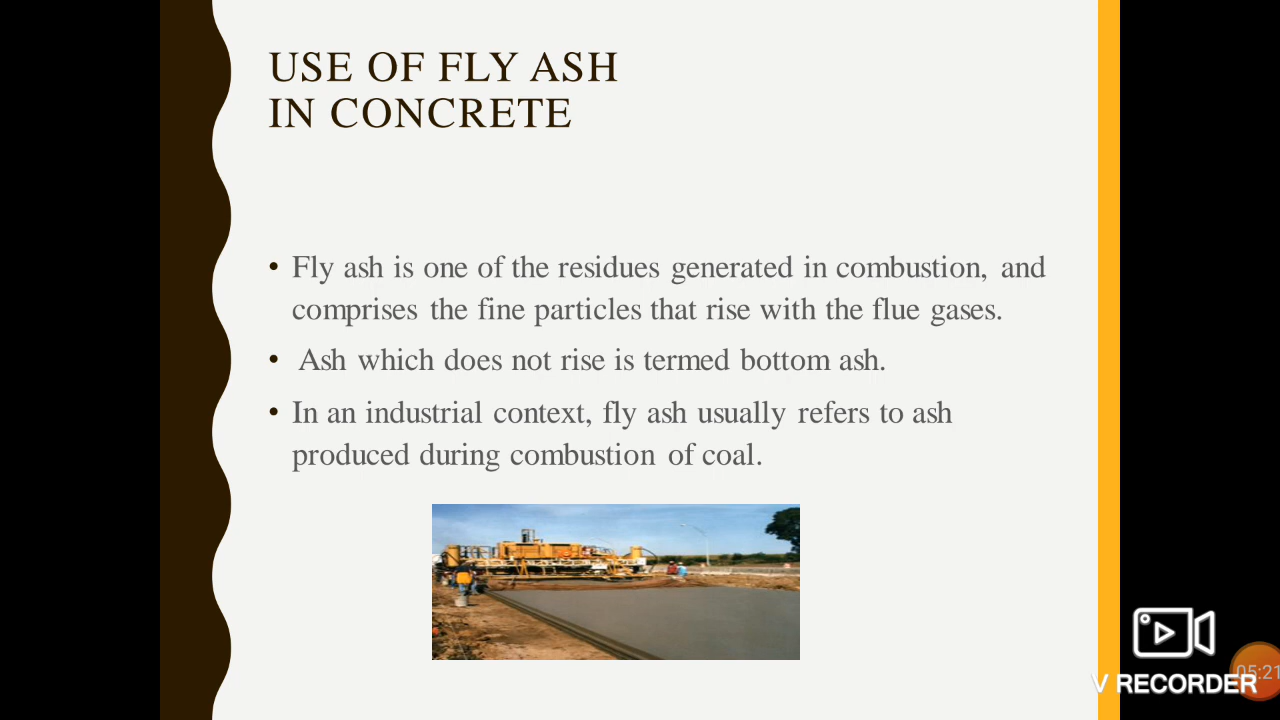 USE OF FLY ASH
IN CONCRETE
• Fly ash is one of the residues generated in combustion, and
comprises the fine particles that rise with the flue gases.
• Ash which does not rise is termed bottom ash.
• In an industrial context, fly ash usually refers to ash
produced during combustion of coal.
05:21
V RECORDER